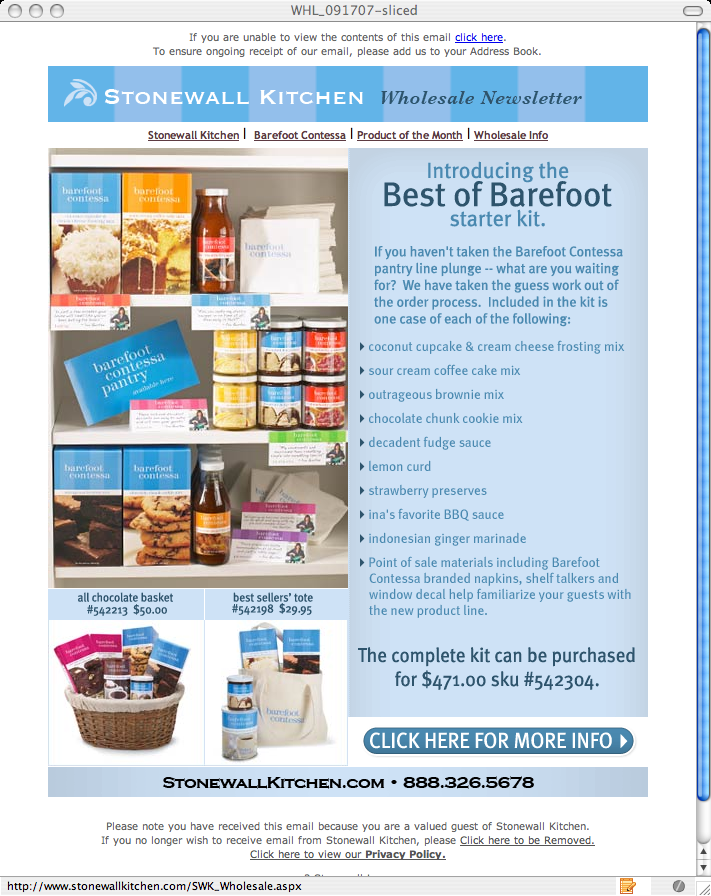 WHL_091707-sliced
If you are unable to view the contents of this email click here.
To ensure ongoing receipt of our email, please add us to your Address Book.
STONEWALL KITCHEN Wholesale Newsletter
Stonewall Kitchen | Barefoot Contessa | Product of the Month | Wholesale Info
barefoot
contessa
barefoot
contessa
barefoot
contessa
barefoot
contessa
pantry
available here
barefoot
contessa
barefoot
contessa
Introducing the
Best of Barefoot
starter kit.
If you haven't taken the Barefoot Contessa
pantry line plunge -- what are you waiting
for? We have taken the guess work out of
the order process. Included in the kit is
one case of each of the following:
coconut cupcake & cream cheese frosting mix
sour cream coffee cake mix
outrageous brownie mix
chocolate chunk cookie mix
decadent fudge sauce
lemon curd
strawberry preserves
ina's favorite BBQ sauce
indonesian ginger marinade
Point of sale materials including Barefoot
Contessa branded napkins, shelf talkers and
window decal help familiarize your guests with
the new product line.
The complete kit can be purchased
for $471.00 sku #542304.
all chocolate basket
#542213 $50.00
best sellers' tote
#542198 $29.95
barefoot
contessa
CLICK HERE FOR MORE INFO
STONEWALLKITCHEN.COM • 888.326.5678
Please note you have received this email because you are a valued guest of Stonewall Kitchen.
If you no longer wish to receive email from Stonewall Kitchen, please Click here to be Removed.
Click here to view our Privacy Policy.
http://www.stonewallkitchen.com/SWK_Wholesale.aspx